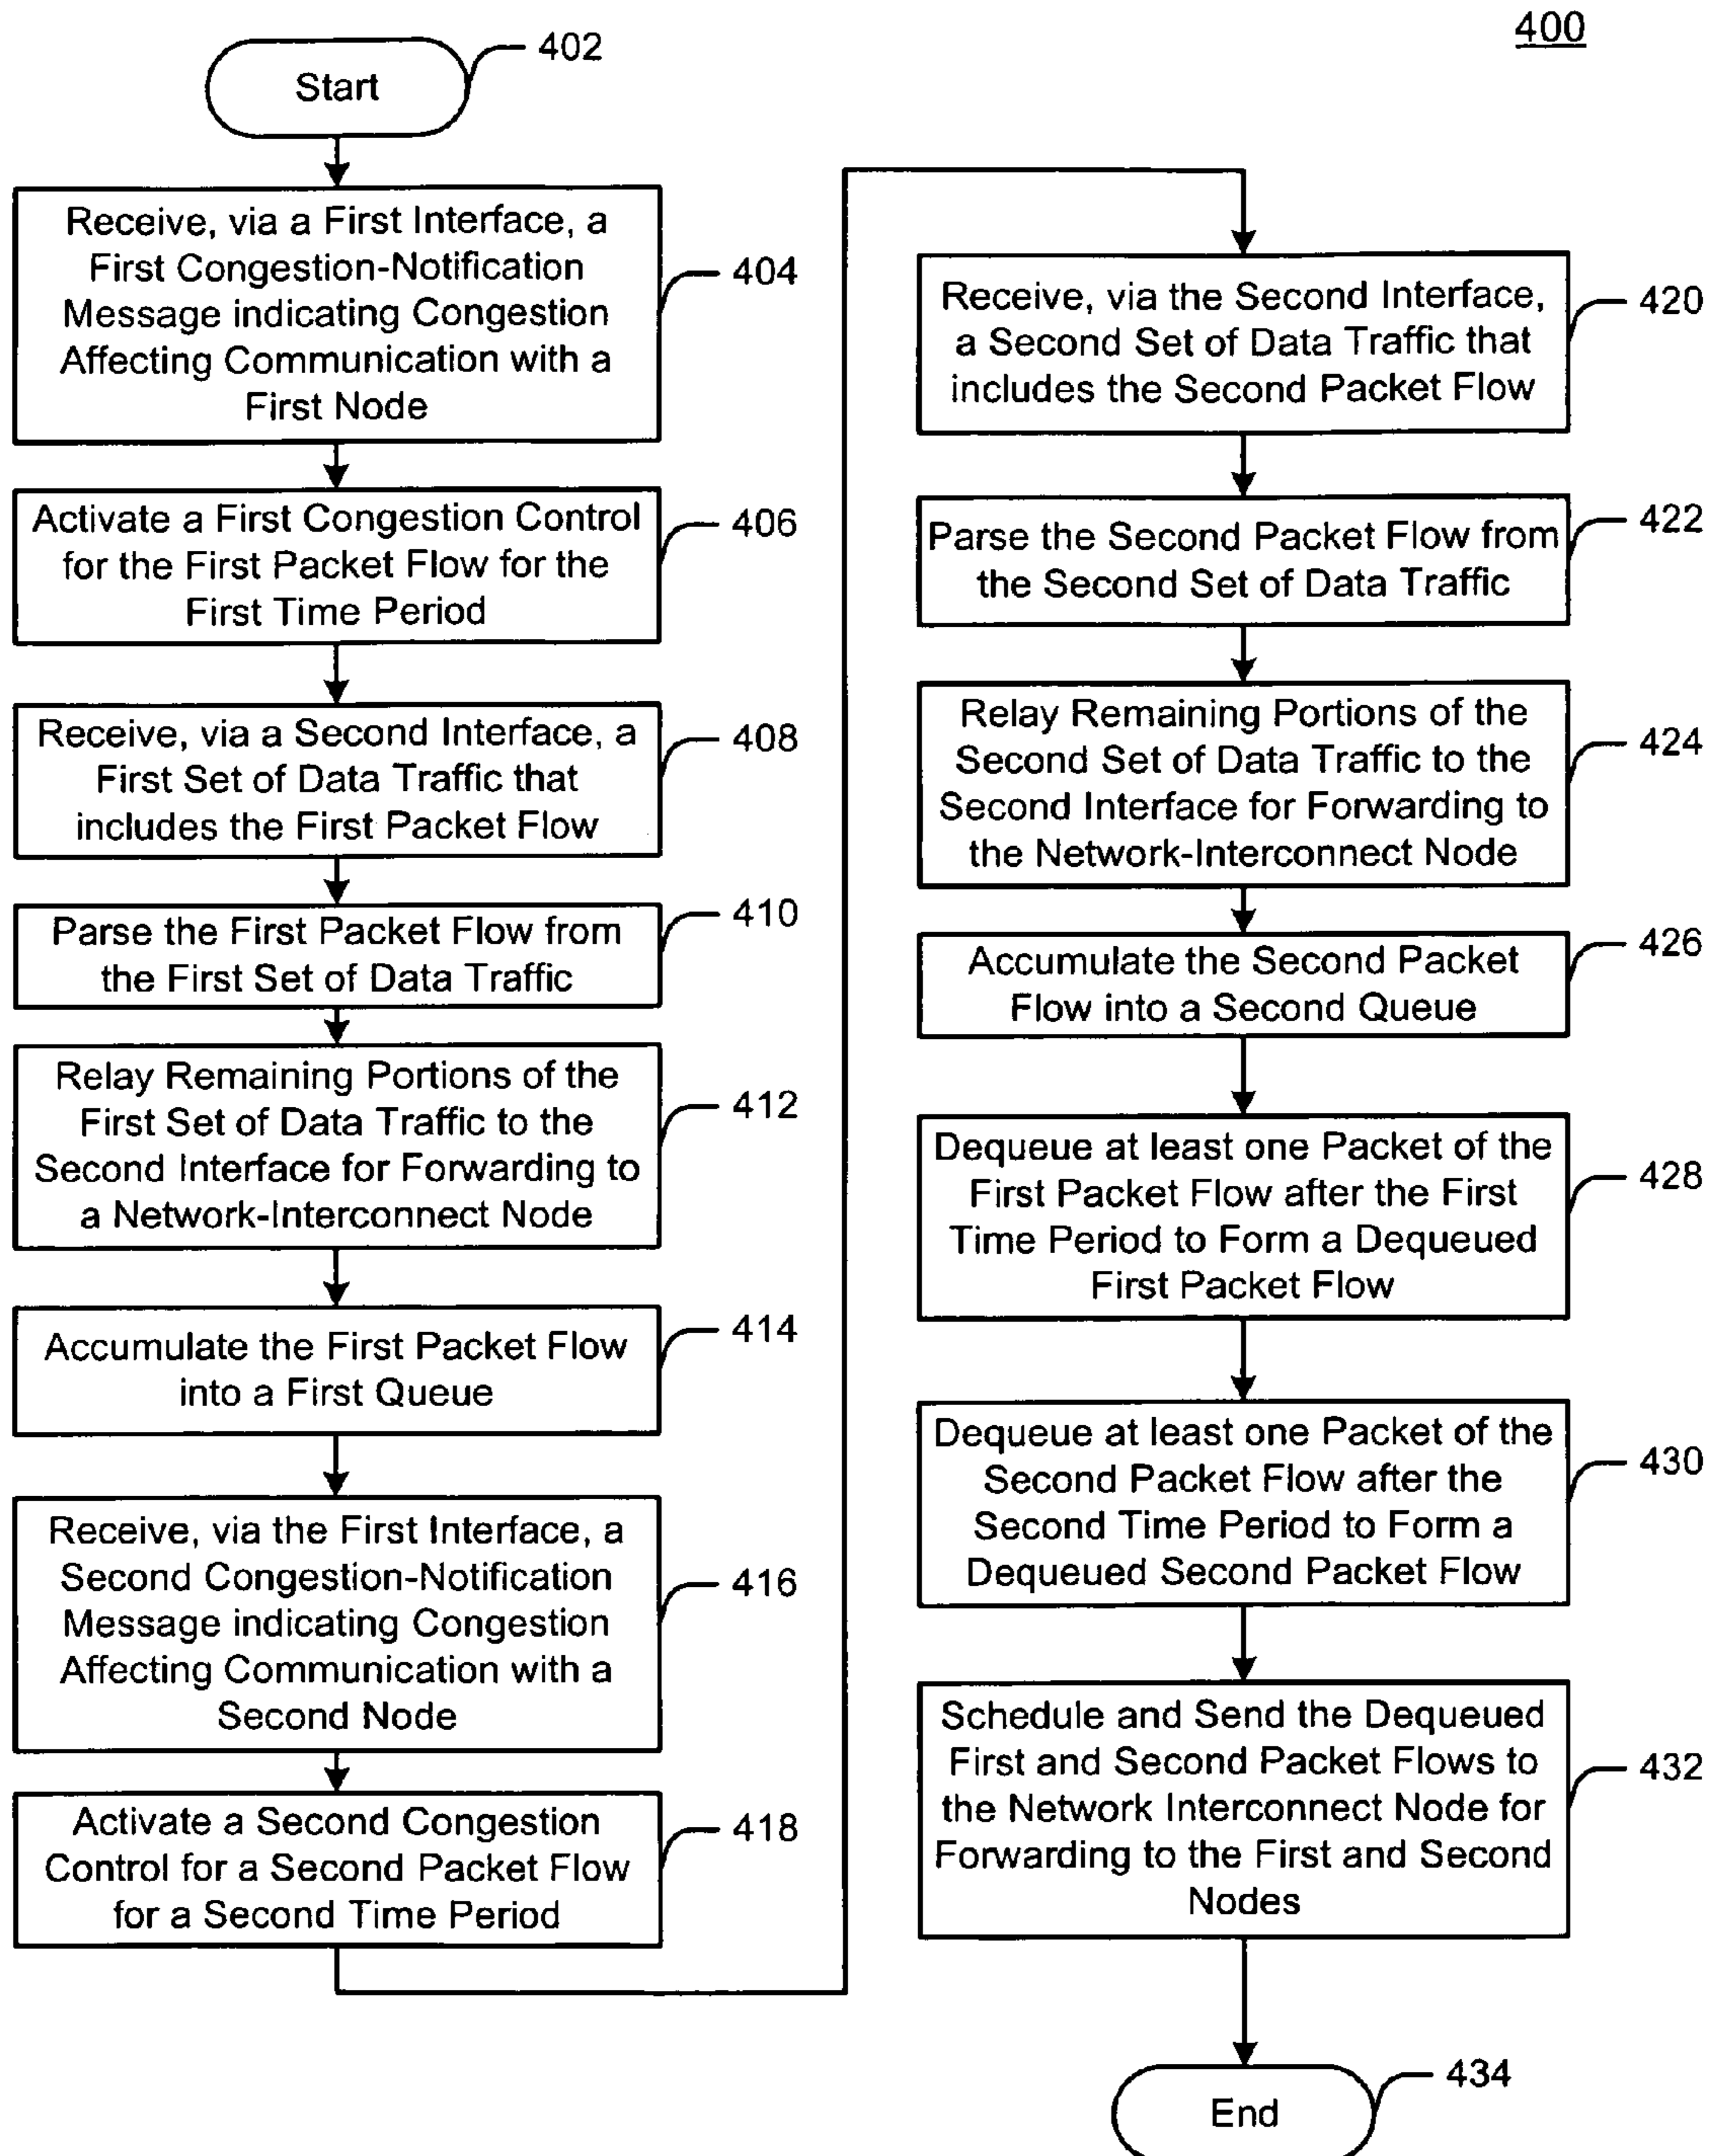 400
Start
402
Receive, via a First Interface, a
First Congestion-Notification
Message indicating Congestion
Affecting Communication with a
First Node
404
Activate a First Congestion Control
for the First Packet Flow for the
First Time Period
406
Receive, via a Second Interface, a
First Set of Data Traffic that
includes the First Packet Flow
408
Parse the First Packet Flow from
the First Set of Data Traffic
410
Relay Remaining Portions of the
First Set of Data Traffic to the
Second Interface for Forwarding to
a Network-Interconnect Node
412
Accumulate the First Packet Flow
into a First Queue
414
Receive, via the First Interface, a
Second Congestion-Notification
Message indicating Congestion
Affecting Communication with a
Second Node
416
Activate a Second Congestion
Control for a Second Packet Flow
for a Second Time Period
418
Receive, via the Second Interface,
a Second Set of Data Traffic that
includes the Second Packet Flow
420
Parse the Second Packet Flow from
the Second Set of Data Traffic
422
Relay Remaining Portions of the
Second Set of Data Traffic to the
Second Interface for Forwarding to
the Network-Interconnect Node
424
Accumulate the Second Packet
Flow into a Second Queue
426
Dequeue at least one Packet of the
First Packet Flow after the First
Time Period to Form a Dequeued
First Packet Flow
428
Dequeue at least one Packet of the
Second Packet Flow after the
Second Time Period to Form a
Dequeued Second Packet Flow
430
Schedule and Send the Dequeued
First and Second Packet Flows to
the Network Interconnect Node for
Forwarding to the First and Second
Nodes
432
End
434